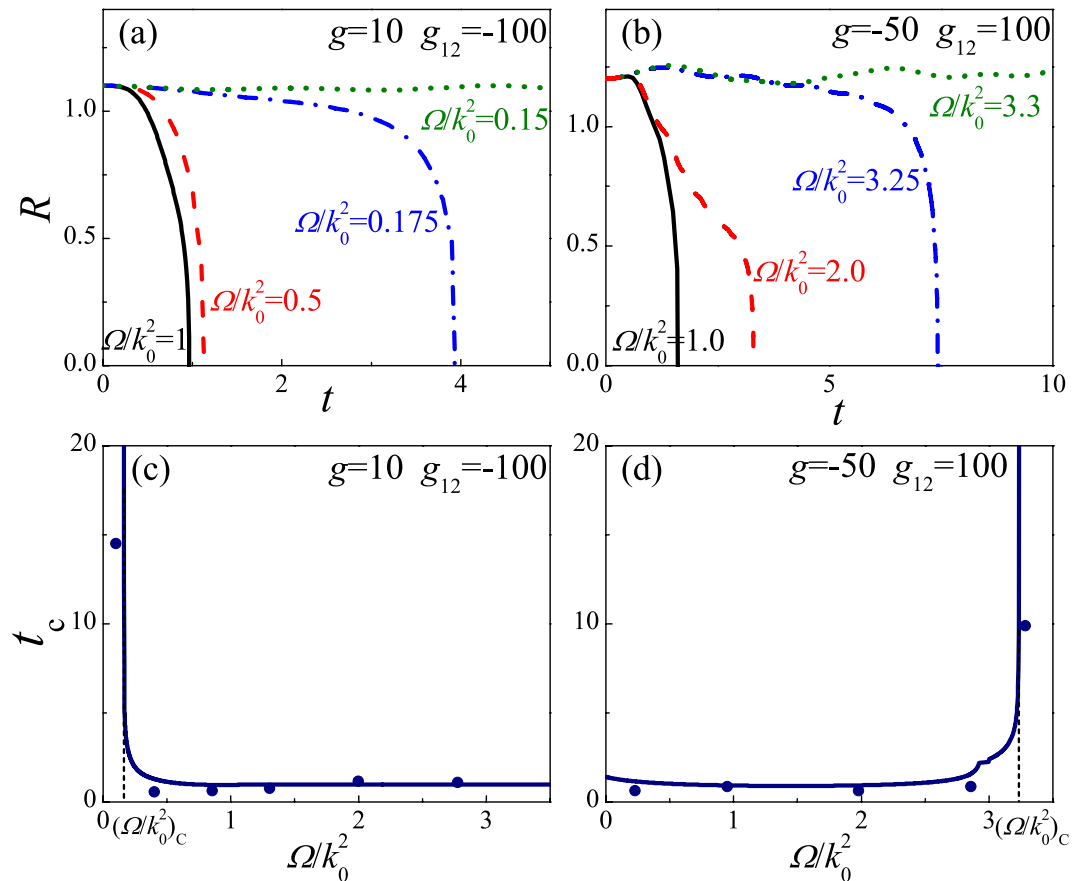 (a) g=10 g₁₂=-100
R
1.0
0.5
0.0
Ω/k₀²=0.15
Ω/k₀²=0.175
Ω/k₀²=0.5
Ω/k₀²=1
0 2 4
t
(b) g=-50 g₁₂=100
1.0
0.5
0.0
Ω/k₀²=3.3
Ω/k₀²=3.25
Ω/k₀²=2.0
Ω/k₀²=1.0
0 5 10
t
(c) g=10 g₁₂=-100
t_c
20
10
0
0 (Ω/k₀²)_C 1 2 3
Ω/k₀²
(d) g=-50 g₁₂=100
20
10
0
0 1 2 3 (Ω/k₀²)_C
Ω/k₀²